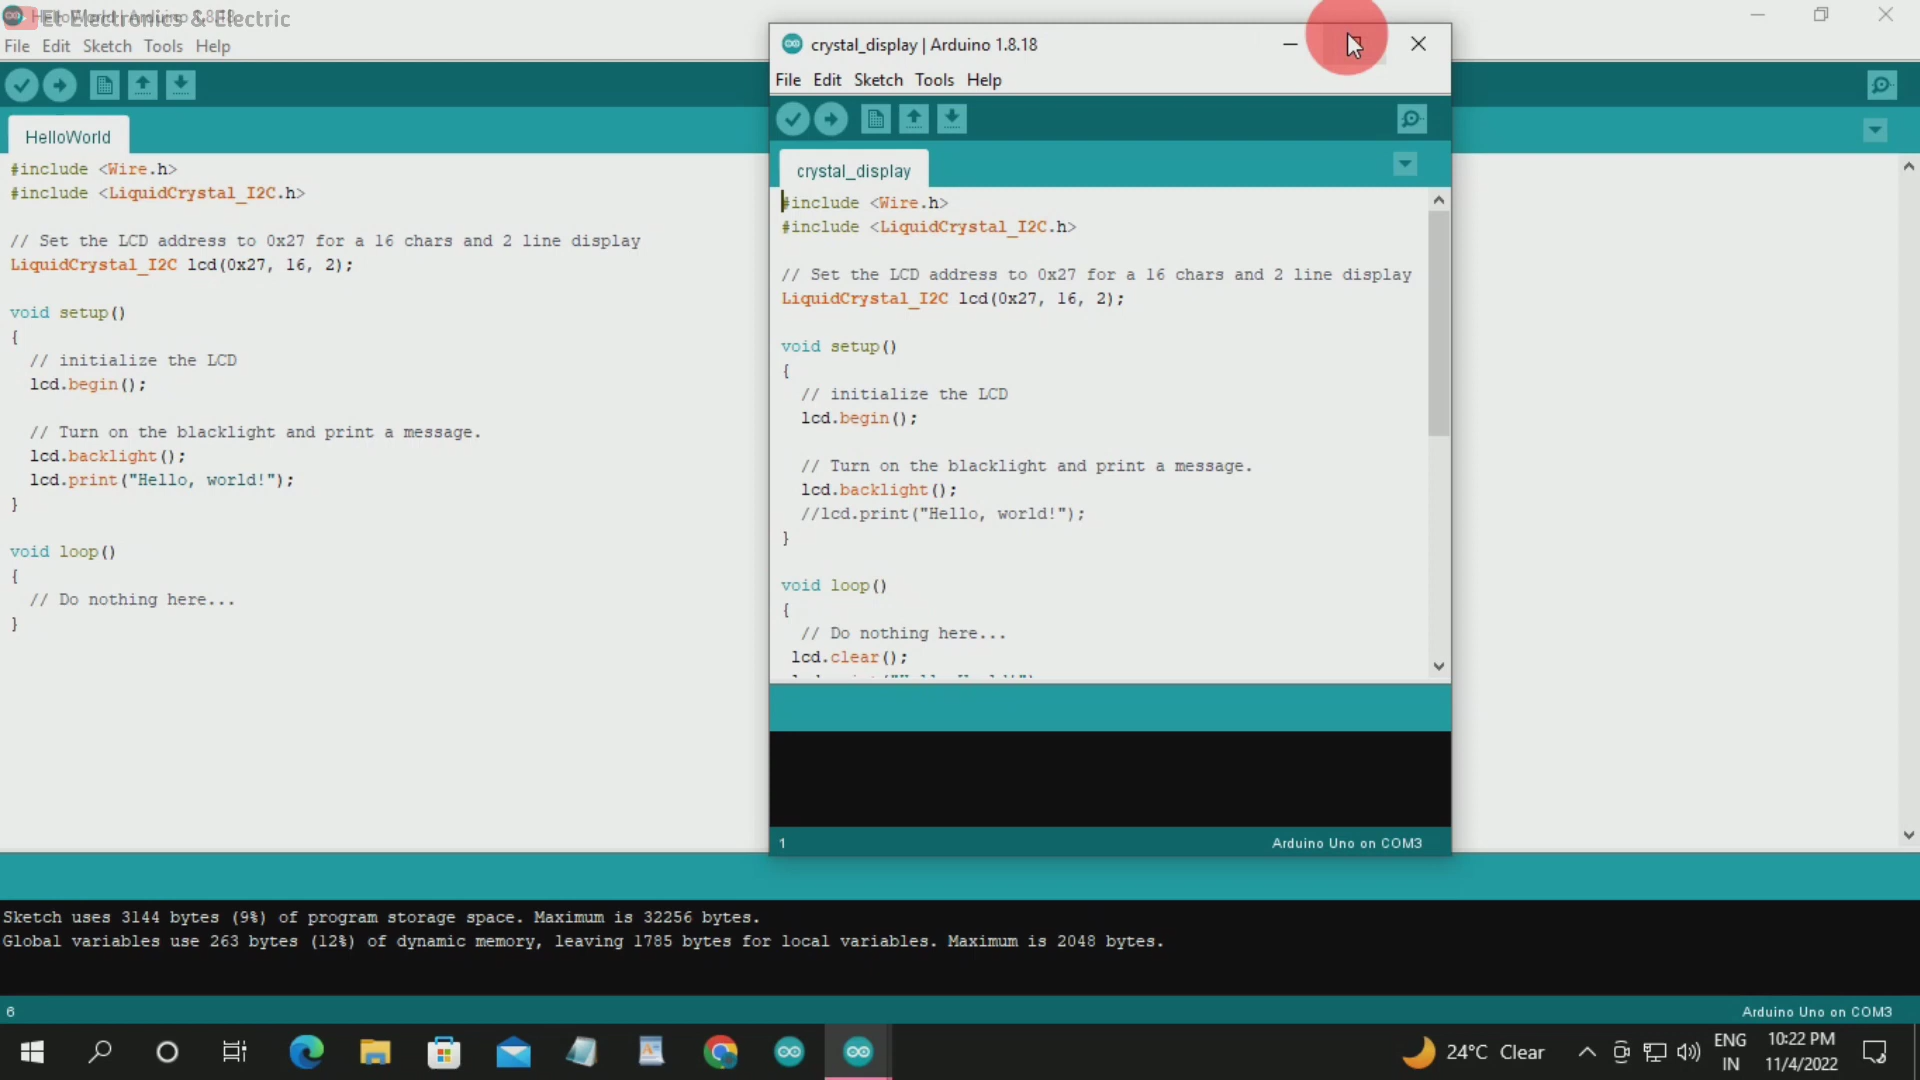 El Electronics & Electric
File Edit Sketch Tools Help
HelloWorld
#include <Wire.h>
#include <LiquidCrystal_I2C.h>
// Set the LCD address to 0x27 for a 16 chars and 2 line display
LiquidCrystal_I2C lcd(0x27, 16, 2);
void setup()
{
// initialize the LCD
lcd.begin();
// Turn on the blacklight and print a message.
lcd.backlight();
lcd.print("Hello, world!");
}
void loop()
{
// Do nothing here...
}
Sketch uses 3144 bytes (9%) of program storage space. Maximum is 32256 bytes.
Global variables use 263 bytes (12%) of dynamic memory, leaving 1785 bytes for local variables. Maximum is 2048 bytes.
6
Arduino Uno on COM3
crystal_display | Arduino 1.8.18
File Edit Sketch Tools Help
crystal_display
#include <Wire.h>
#include <LiquidCrystal_I2C.h>
// Set the LCD address to 0x27 for a 16 chars and 2 line display
LiquidCrystal_I2C lcd(0x27, 16, 2);
void setup()
{
// initialize the LCD
lcd.begin();
// Turn on the blacklight and print a message.
lcd.backlight();
//lcd.print("Hello, world!");
}
void loop()
{
// Do nothing here...
lcd.clear();
1
Arduino Uno on COM3
24°C Clear
ENG
IN
10:22 PM
11/4/2022